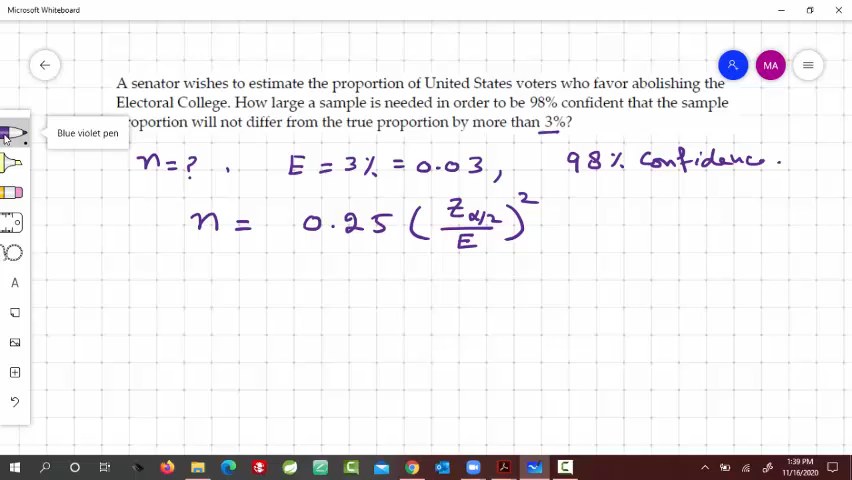 Microsoft Whiteboard
MA
A senator wishes to estimate the proportion of United States voters who favor abolishing the
Electoral College. How large a sample is needed in order to be 98% confident that the sample
proportion will not differ from the true proportion by more than 3%?
Blue violet pen
n = ? . E = 3% = 0.03, 98% Confidence.
n = 0.25 ( Zα/2 / E )²
A
1:39 PM
11/16/2020